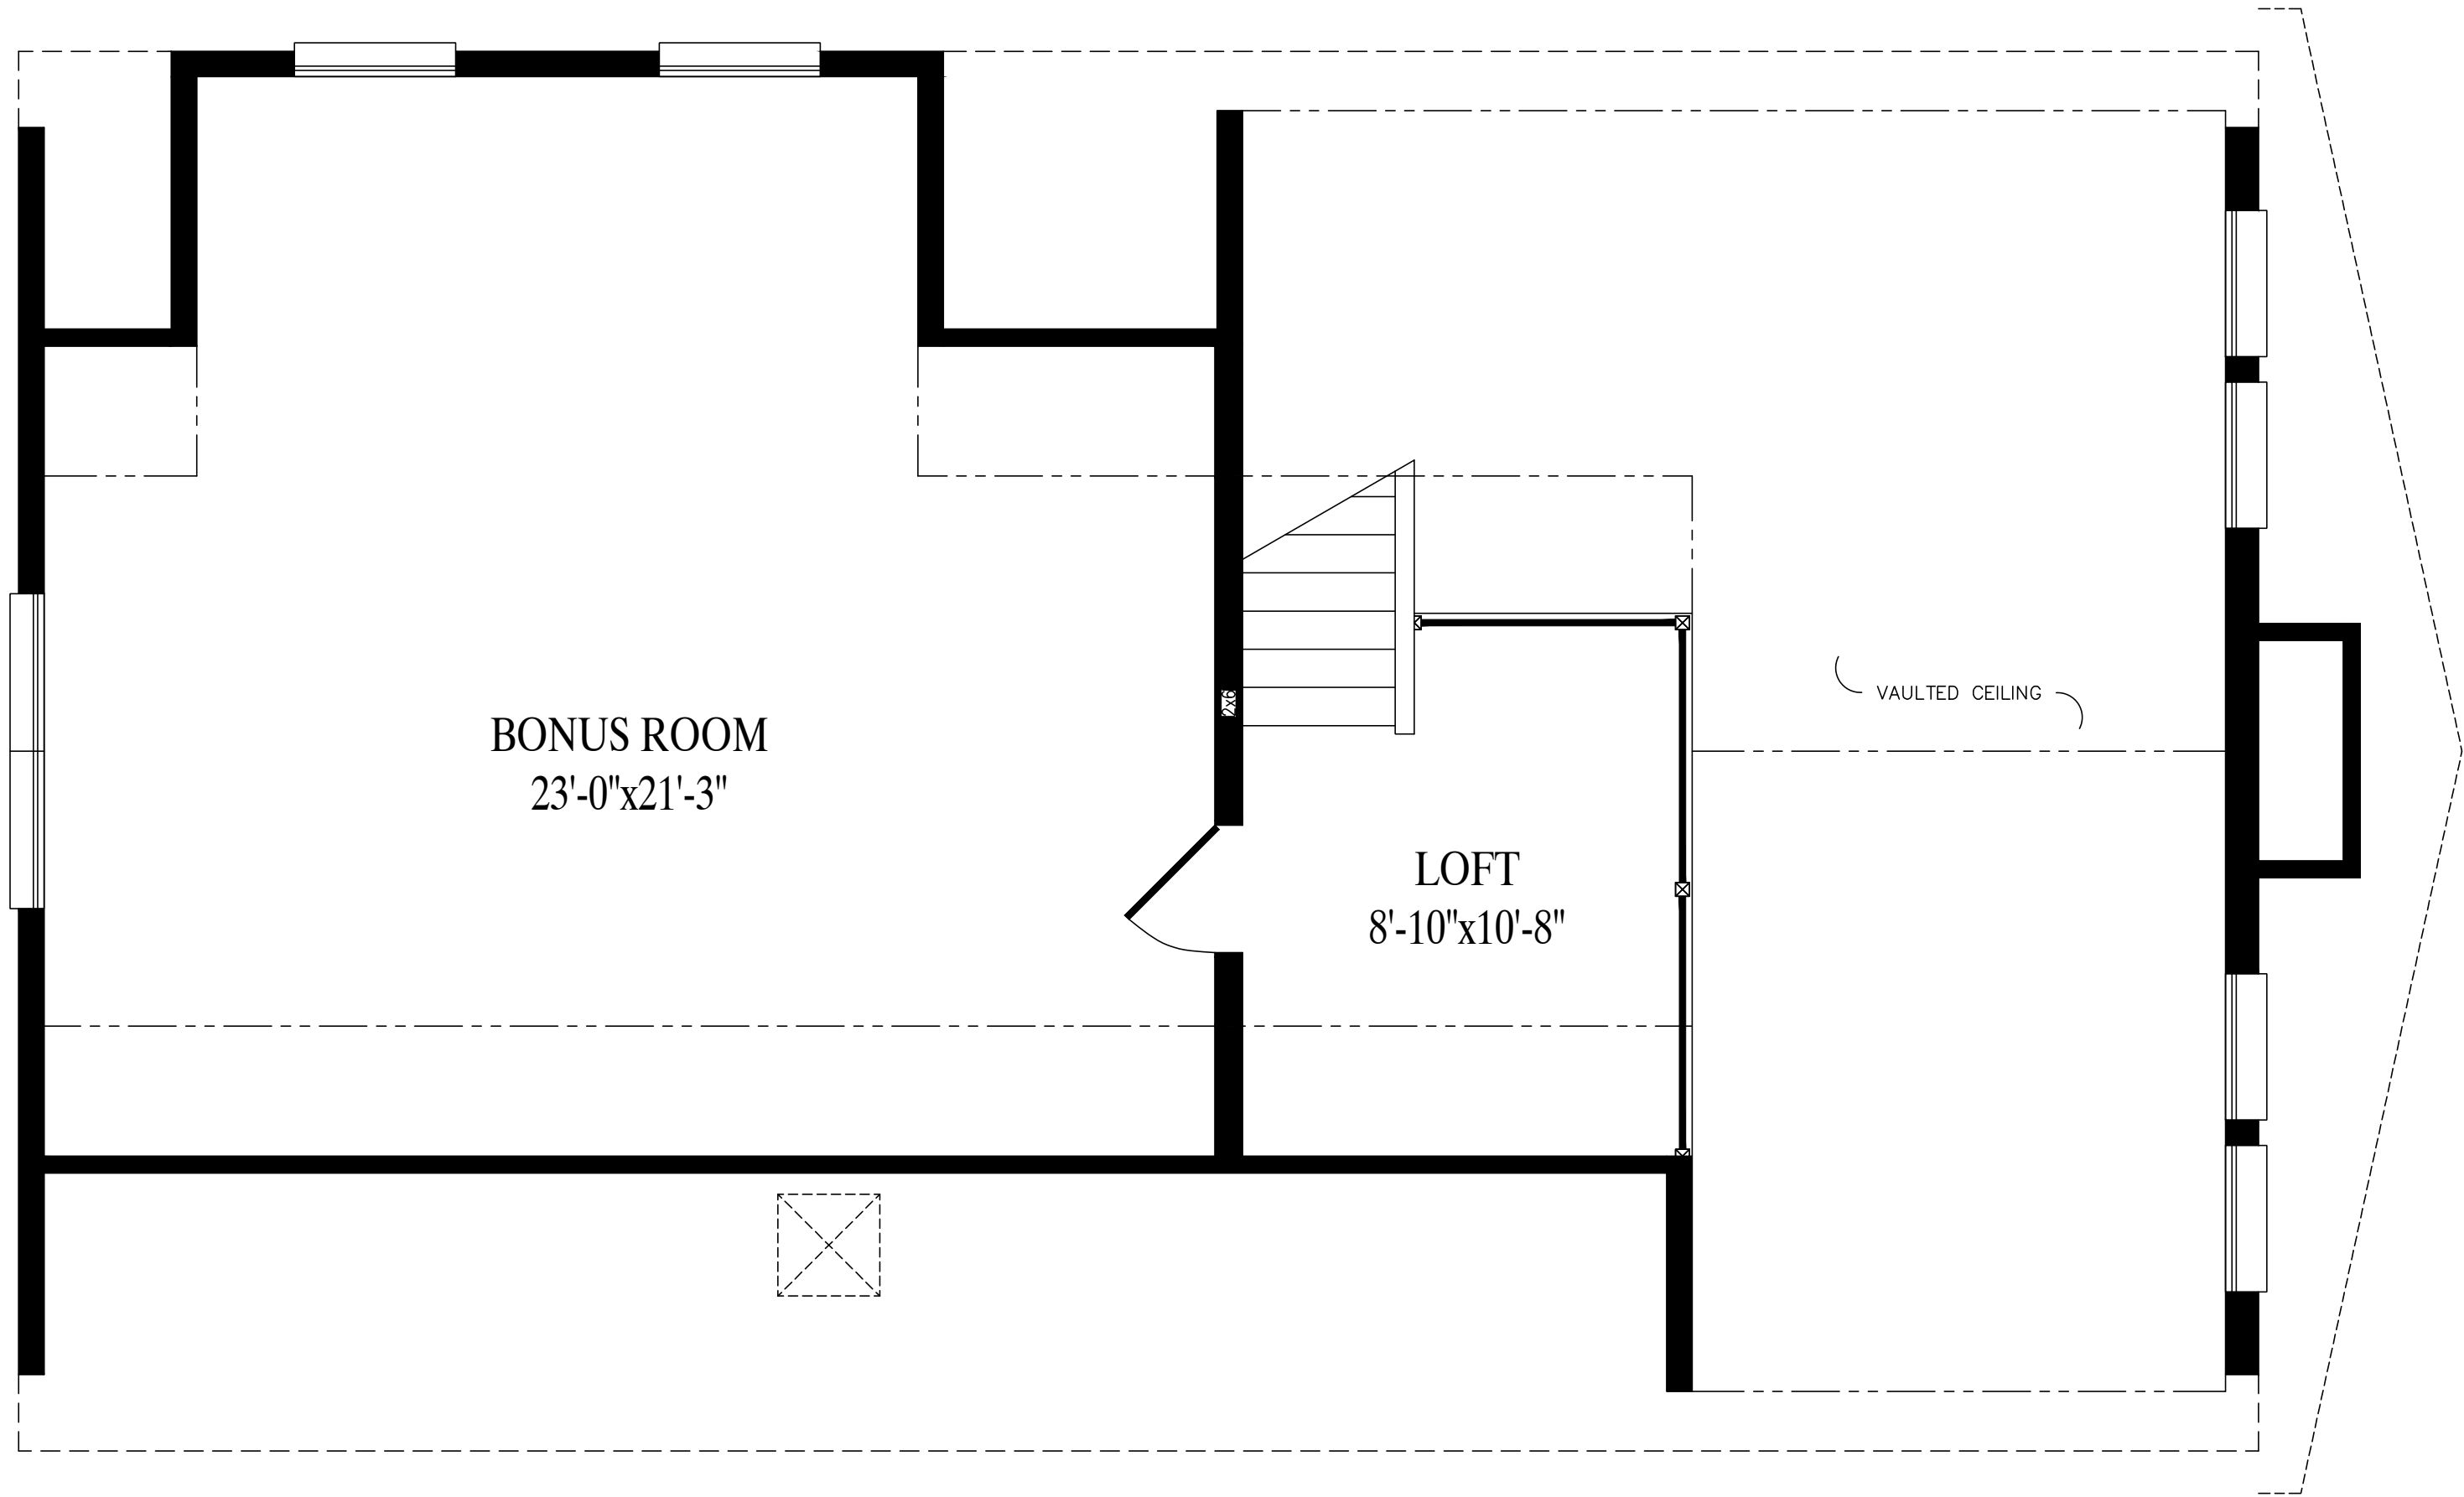 BONUS ROOM
23'-0"x21'-3"
2x6
VAULTED CEILING
LOFT
8'-10"x10'-8"